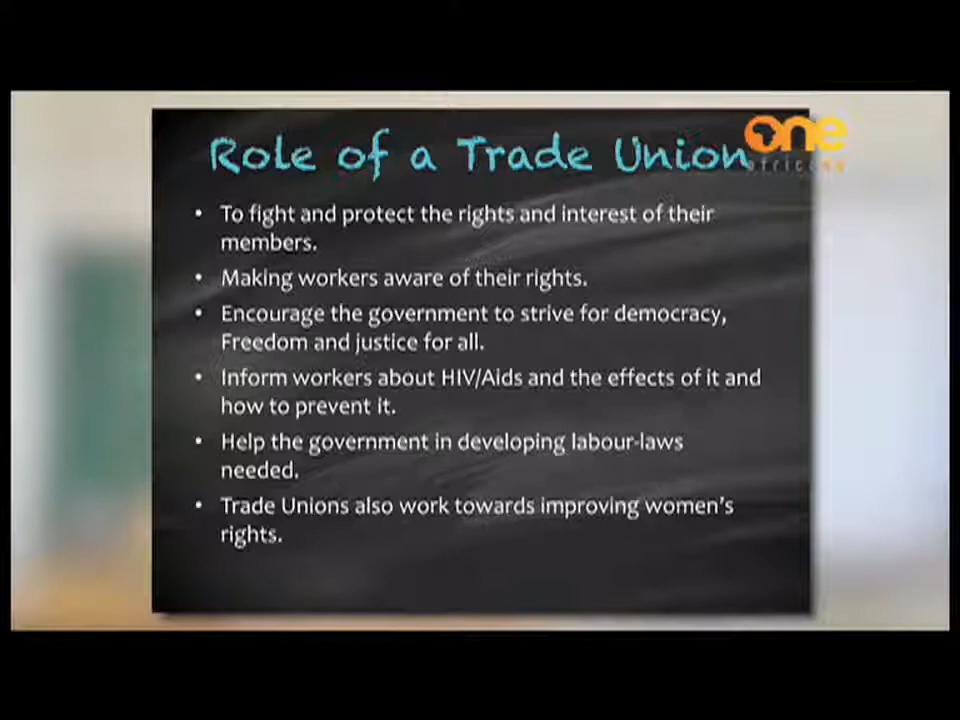 one
africa
Role of a Trade Union
• To fight and protect the rights and interest of their
members.
• Making workers aware of their rights.
• Encourage the government to strive for democracy,
Freedom and justice for all.
• Inform workers about HIV/Aids and the effects of it and
how to prevent it.
• Help the government in developing labour-laws
needed.
• Trade Unions also work towards improving women's
rights.